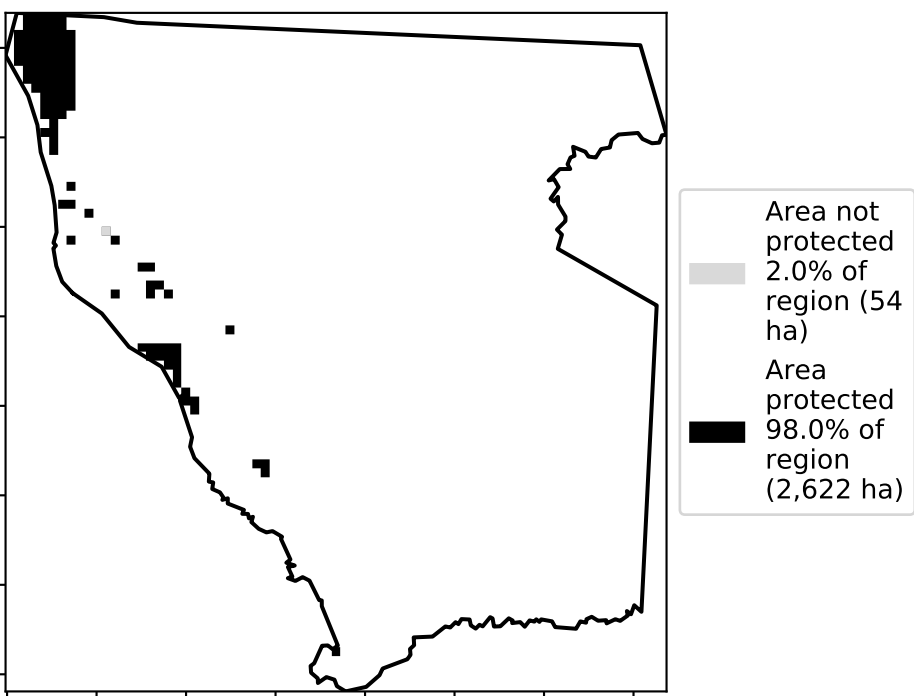 Area not
protected
2.0% of
region (54
ha)
Area
protected
98.0% of
region
(2,622 ha)